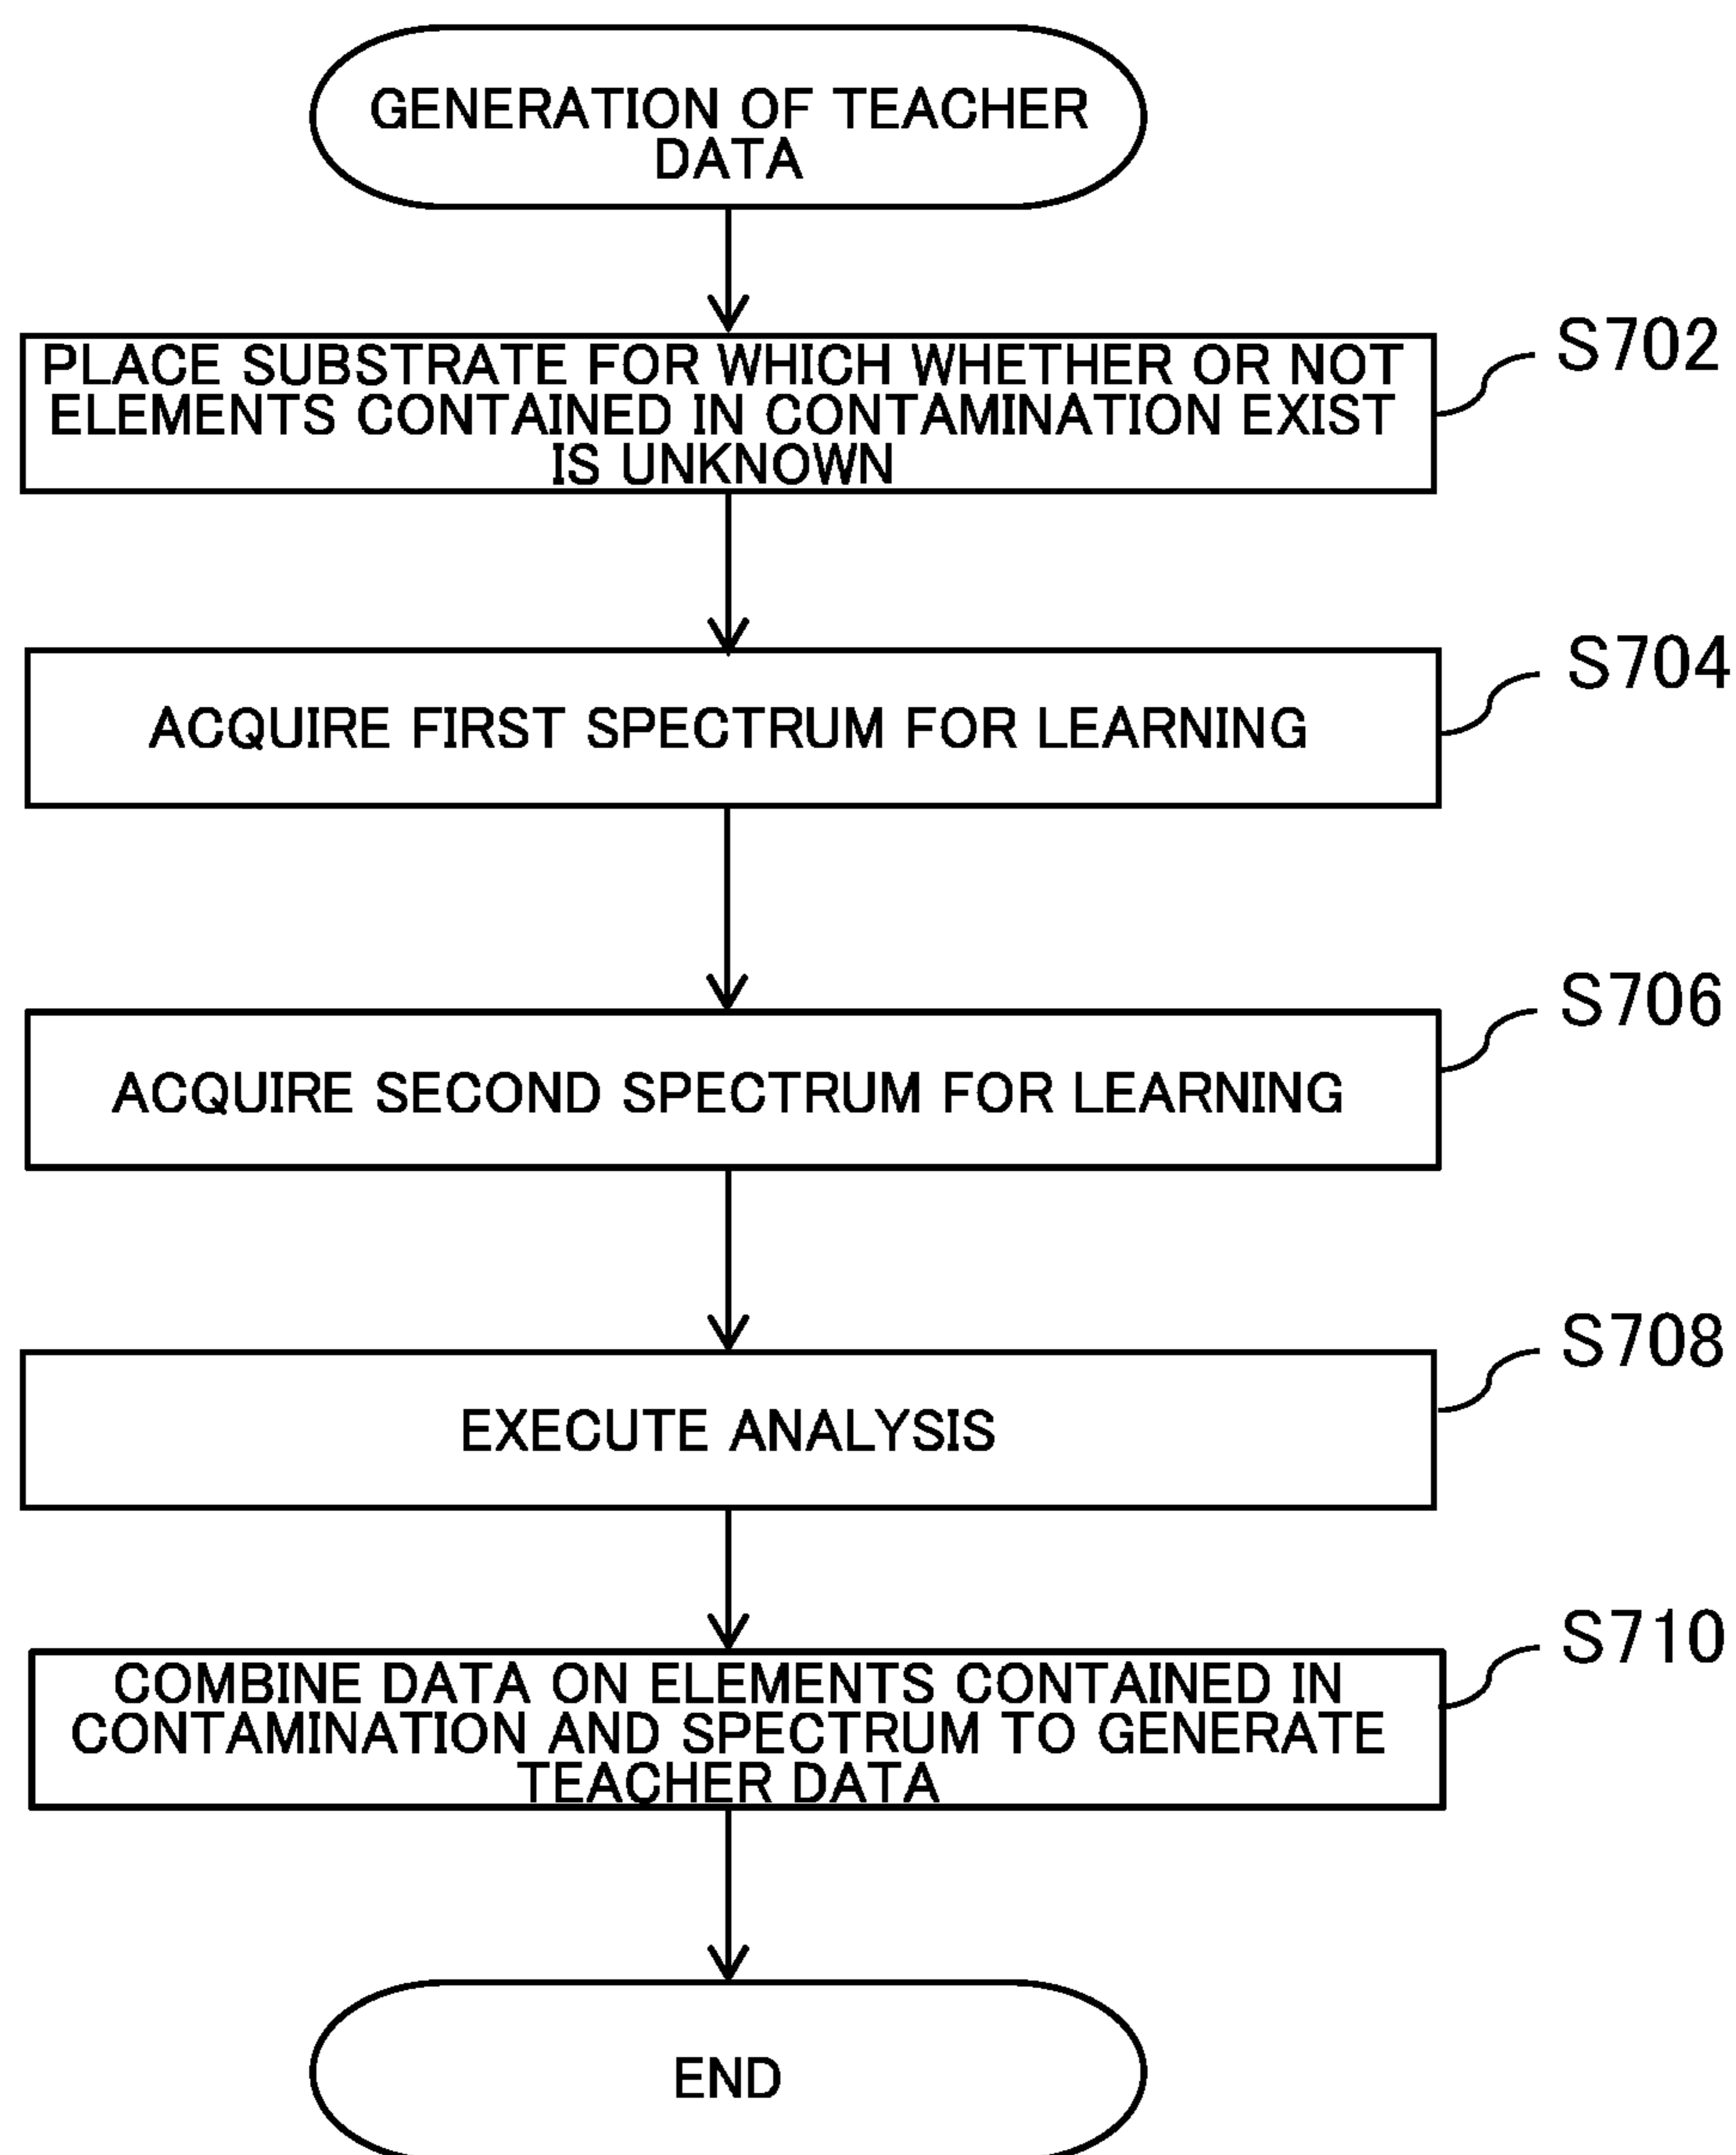 GENERATION OF TEACHER
DATA
PLACE SUBSTRATE FOR WHICH WHETHER OR NOT
ELEMENTS CONTAINED IN CONTAMINATION EXIST
IS UNKNOWN
S702
ACQUIRE FIRST SPECTRUM FOR LEARNING
S704
ACQUIRE SECOND SPECTRUM FOR LEARNING
S706
EXECUTE ANALYSIS
S708
COMBINE DATA ON ELEMENTS CONTAINED IN
CONTAMINATION AND SPECTRUM TO GENERATE
TEACHER DATA
S710
END